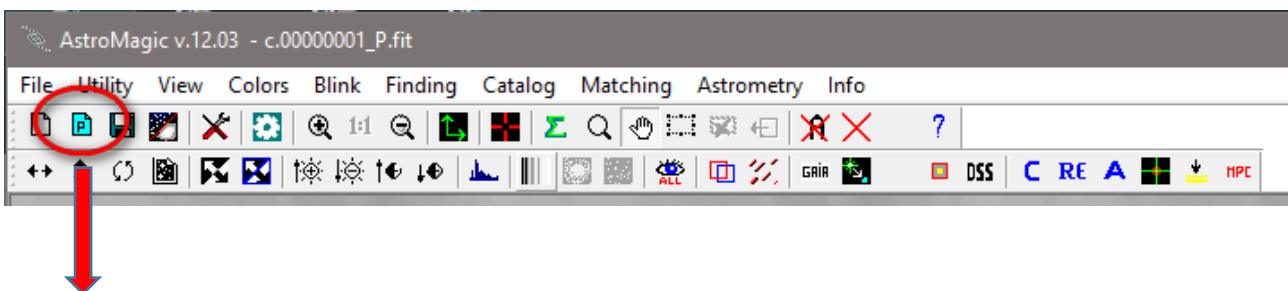 AstroMagic v.12.03 - c.00000001_P.fit
File Utility View Colors Blink Finding Catalog Matching Astrometry Info
P 1:1 Σ A ?
ALL GAIA DSS C RE A MPC